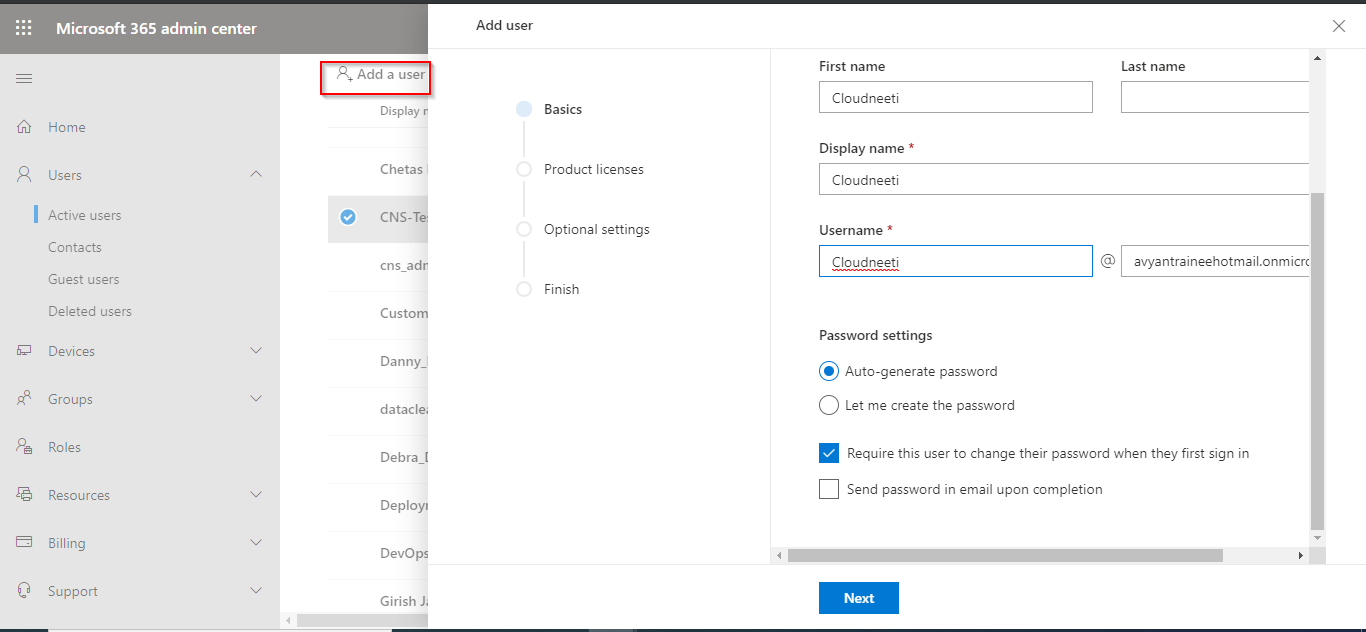 Microsoft 365 admin center
Home
Users
Active users
Contacts
Guest users
Deleted users
Devices
Groups
Roles
Resources
Billing
Support
Add a user
Display
Chetas
CNS-Tes
cns_adm
Custom
Danny_
dataclea
Debra_D
Deploym
DevOps
Girish Ja
Add user
Basics
Product licenses
Optional settings
Finish
First name Last name
Cloudneeti
Display name *
Cloudneeti
Username *
Cloudneeti @ avyantraineehotmail.onmicro
Password settings
Auto-generate password
Let me create the password
Require this user to change their password when they first sign in
Send password in email upon completion
Next